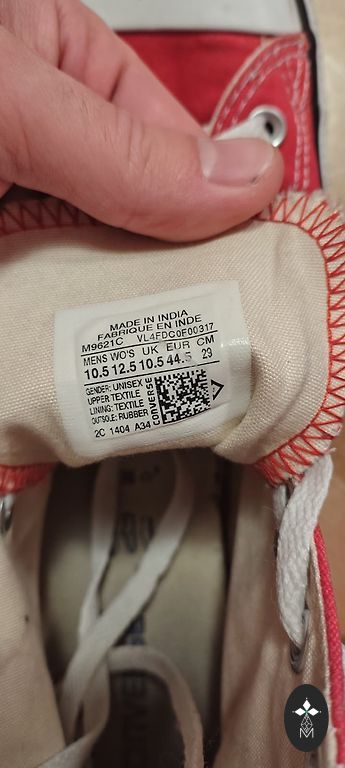 MADE IN INDIA
FABRIQUE EN INDE
M9621C VL4FDC0F00317
MENS WO'S UK EUR CM
10.5 12.5 10.5 44.5 29
GENDER: UNISEX
UPPER TEXTILE
LINING: TEXTILE
OUTSOLE: RUBBER
CONVERSE
2C 1404 A34
M